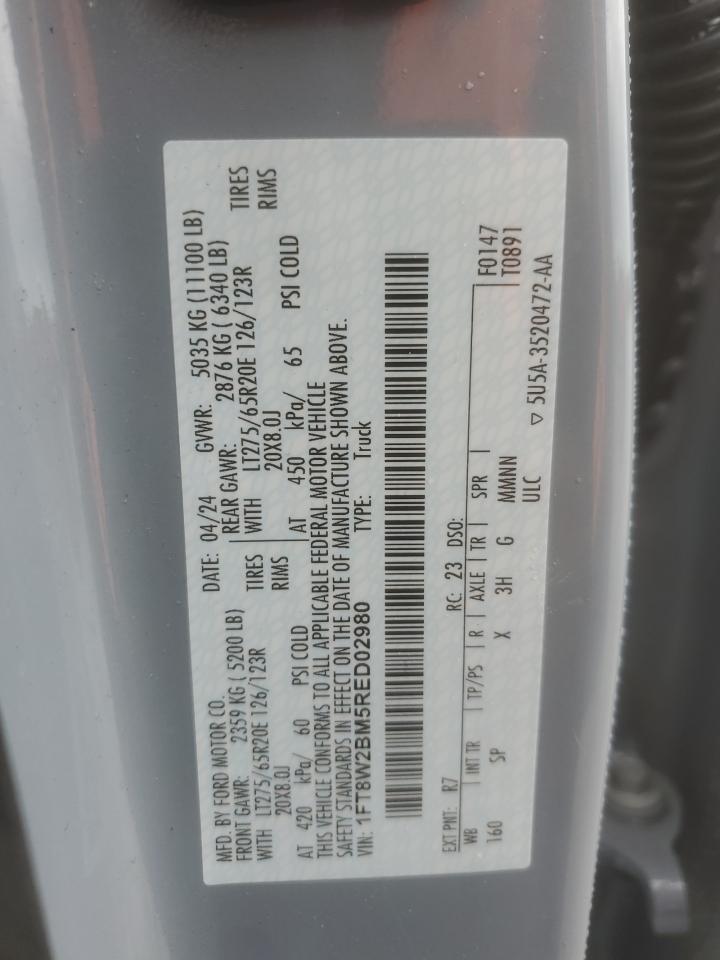 MFD. BY FORD MOTOR CO.
DATE: 04/24 GVWR: 5035 KG (11100 LB)
FRONT GAWR: 2359 KG ( 5200 LB) REAR GAWR: 2876 KG ( 6340 LB)
WITH LT275/65R20E 126/123R TIRES WITH LT275/65R20E 126/123R TIRES
20X8.0J RIMS 20X8.0J RIMS
AT 420 kPa/ 60 PSI COLD AT 450 kPa/ 65 PSI COLD
THIS VEHICLE CONFORMS TO ALL APPLICABLE FEDERAL MOTOR VEHICLE
SAFETY STANDARDS IN EFFECT ON THE DATE OF MANUFACTURE SHOWN ABOVE.
VIN: 1FT8W2BM5RED02980 TYPE: Truck
EXT PNT: R7 RC: 23 DSO: F0147
T0891
WB INT TR TP/PS R AXLE TR SPR
160 SP X 3H G MMNN
ULC
▽ 5U5A-3520472-AA